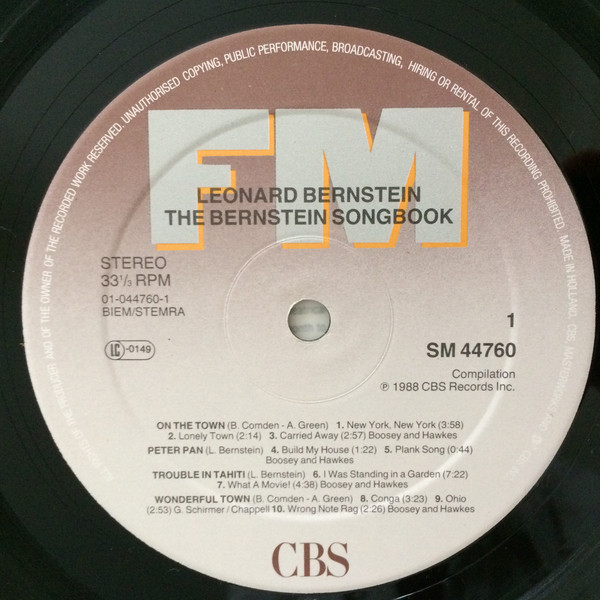 UNAUTHORISED COPYING, PUBLIC PERFORMANCE, BROADCASTING, HIRING OR RENTAL OF THIS RECORDING PROHIBITED. MADE IN HOLLAND. CBS
PRODUCER AND OF THE OWNER OF THE RECORDED WORK RESERVED.
FM
LEONARD BERNSTEIN
THE BERNSTEIN SONGBOOK
STEREO
33⅓ RPM
01-044760-1
BIEM/STEMRA
LC-0149
1
SM 44760
Compilation
℗ 1988 CBS Records Inc.
ON THE TOWN (B. Comden - A. Green) 1. New York, New York (3:58)
2. Lonely Town (2:14) 3. Carried Away (2:57) Boosey and Hawkes
PETER PAN (L. Bernstein) 4. Build My House (1:22) 5. Plank Song (0:44)
Boosey and Hawkes
TROUBLE IN TAHITI (L. Bernstein) 6. I Was Standing in a Garden (7:22)
7. What A Movie! (4:38) Boosey and Hawkes
WONDERFUL TOWN (B. Comden - A. Green) 8. Conga (3:23) 9. Ohio
(2:53) G. Schirmer / Chappell 10. Wrong Note Rag (2:26) Boosey and Hawkes
CBS